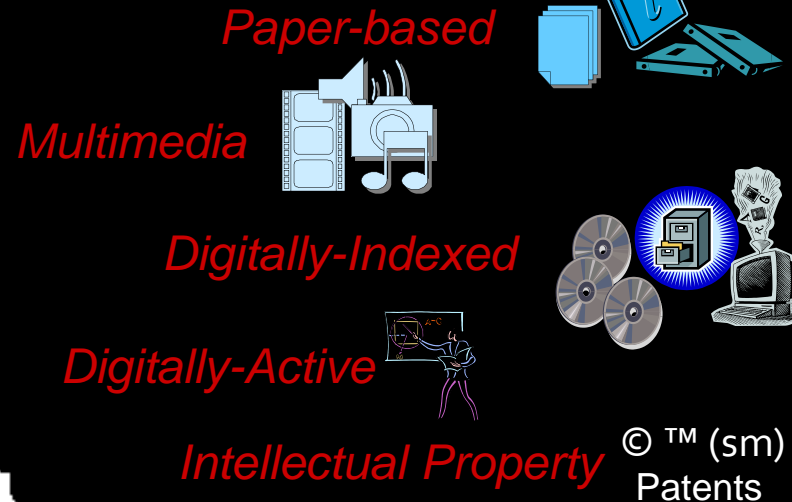 Paper-based
Multimedia
Digitally-Indexed
Digitally-Active
Intellectual Property
© ™ (sm)
Patents